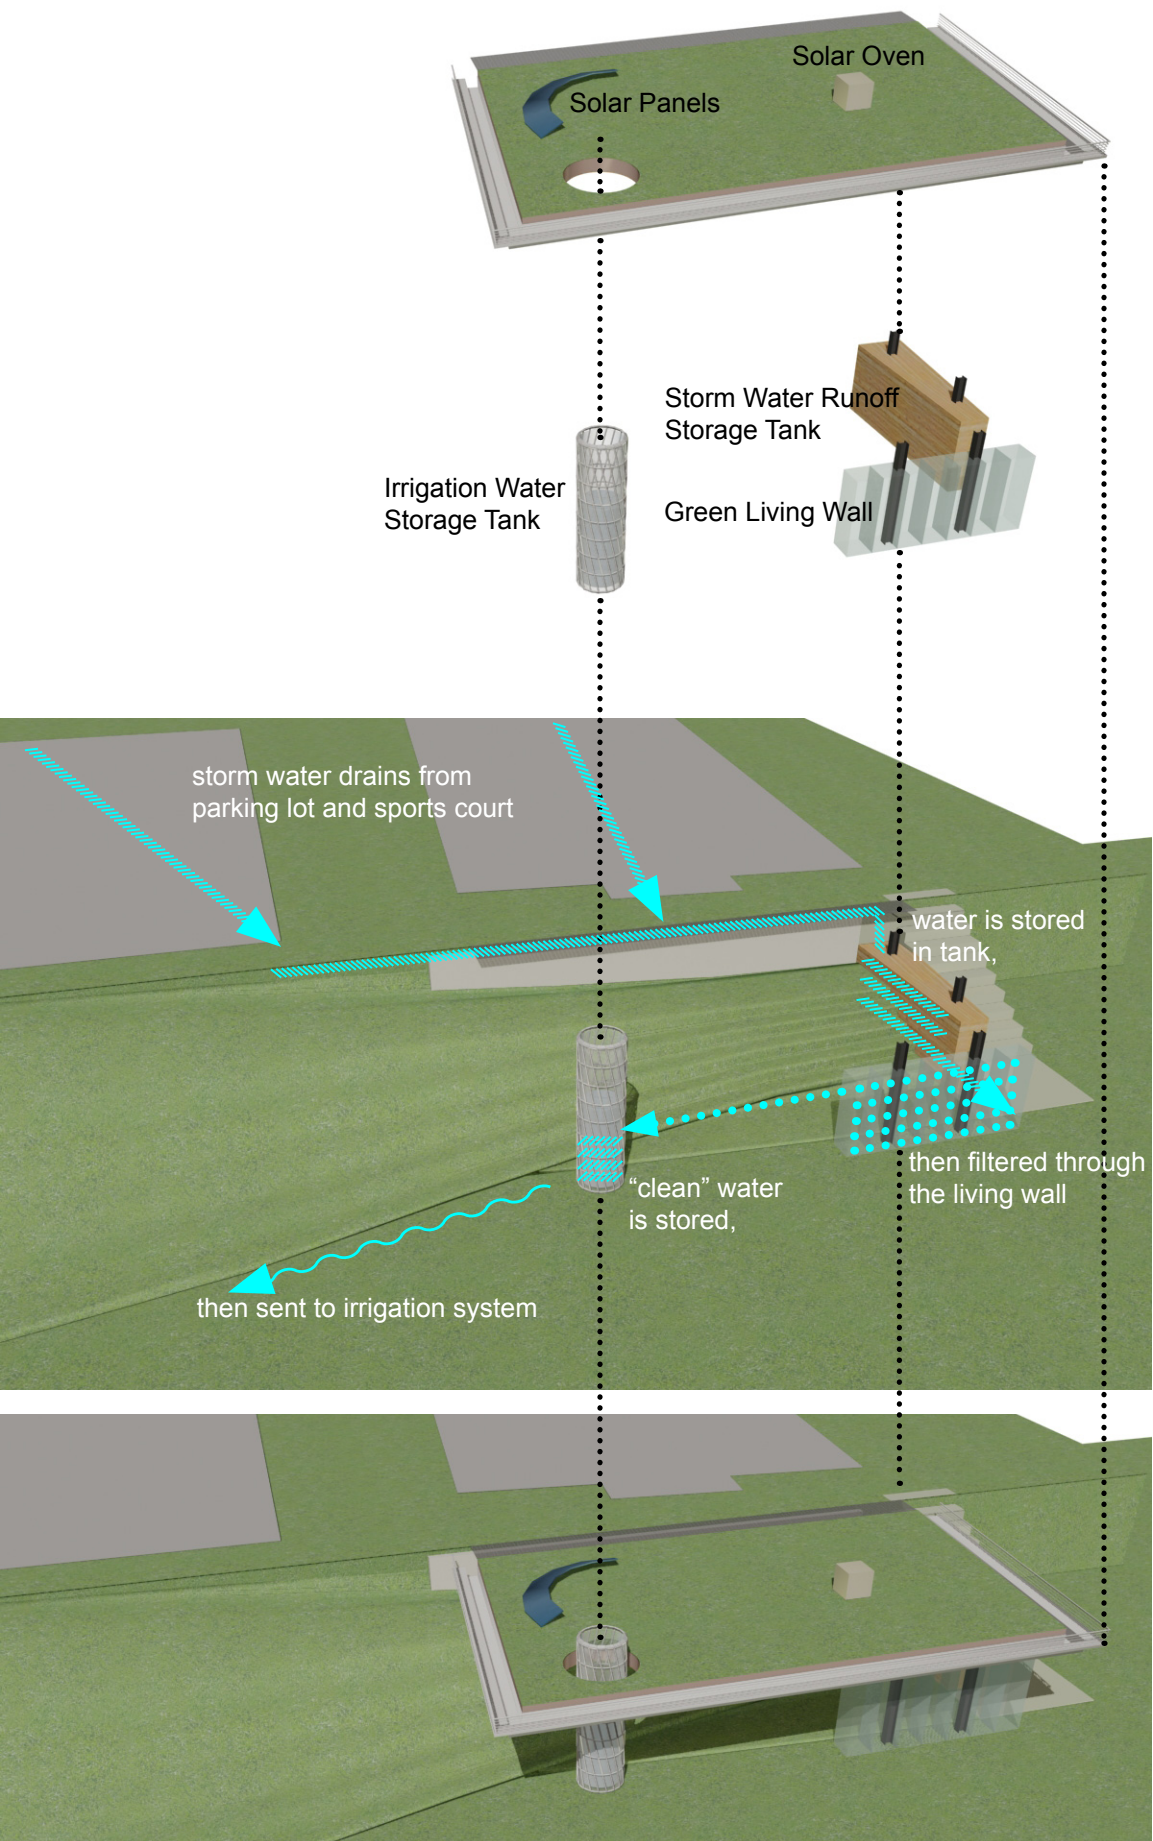 Solar Oven
Solar Panels
Storm Water Runoff
Storage Tank
Irrigation Water
Storage Tank
Green Living Wall
storm water drains from
parking lot and sports court
water is stored
in tank,
then filtered through
the living wall
“clean” water
is stored,
then sent to irrigation system